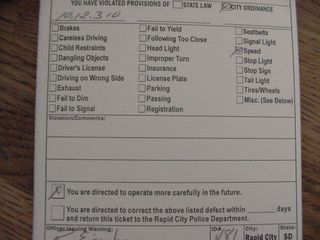 YOU HAVE VIOLATED PROVISIONS OF STATE LAW CITY ORDINANCE
10.12.310
Brakes Fail to Yield Seatbelts
Careless Driving Following Too Close Signal Light
Child Restraints Head Light Speed
Dangling Objects Improper Turn Stop Light
Driver's License Insurance Stop Sign
Driving on Wrong Side License Plate Tail Light
Exhaust Parking Tires/Wheels
Fail to Dim Passing Misc. (See Below)
Fail to Signal Registration
Violation/Comments:
X You are directed to operate more carefully in the future.
You are directed to correct the above listed defect within days
and return this ticket to the Rapid City Police Department.
Officer Issuing Warning: ID# City: State:
481 Rapid City SD